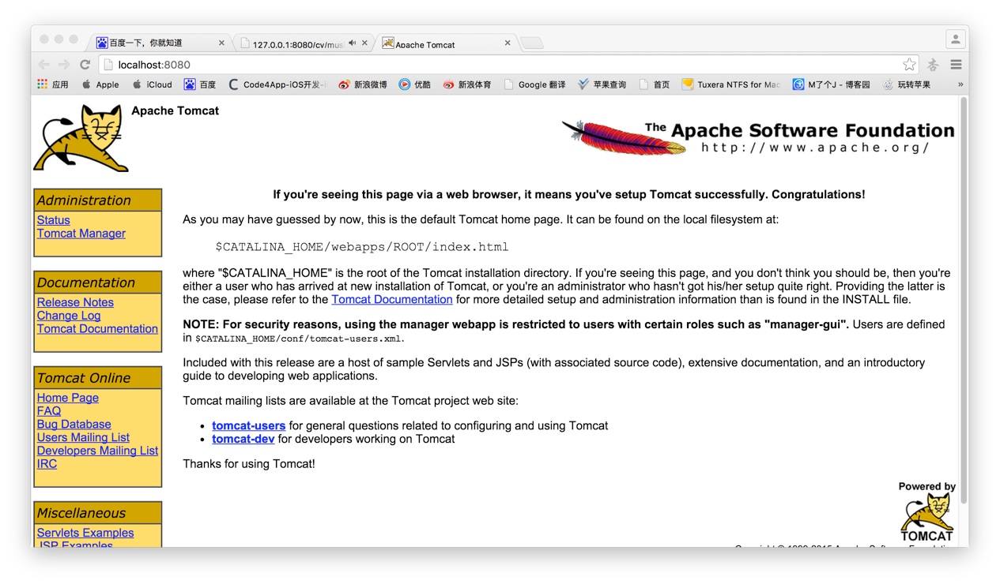 百度一下，你就知道
127.0.0.1:8080/cv/mus
Apache Tomcat
localhost:8080
应用 Apple iCloud 百度 Code4App-iOS开发- 新浪微博 优酷 新浪体育 Google 翻译 苹果查询 首页 Tuxera NTFS for Mac M了个J - 博客园 玩转苹果 »
Apache Tomcat
The Apache Software Foundation
http://www.apache.org/
Administration
Status
Tomcat Manager
Documentation
Release Notes
Change Log
Tomcat Documentation
Tomcat Online
Home Page
FAQ
Bug Database
Users Mailing List
Developers Mailing List
IRC
Miscellaneous
Servlets Examples
JSP Examples
If you're seeing this page via a web browser, it means you've setup Tomcat successfully. Congratulations!
As you may have guessed by now, this is the default Tomcat home page. It can be found on the local filesystem at:
$CATALINA_HOME/webapps/ROOT/index.html
where "$CATALINA_HOME" is the root of the Tomcat installation directory. If you're seeing this page, and you don't think you should be, then you're
either a user who has arrived at new installation of Tomcat, or you're an administrator who hasn't got his/her setup quite right. Providing the latter is
the case, please refer to the Tomcat Documentation for more detailed setup and administration information than is found in the INSTALL file.
NOTE: For security reasons, using the manager webapp is restricted to users with certain roles such as "manager-gui". Users are defined
in $CATALINA_HOME/conf/tomcat-users.xml.
Included with this release are a host of sample Servlets and JSPs (with associated source code), extensive documentation, and an introductory
guide to developing web applications.
Tomcat mailing lists are available at the Tomcat project web site:
• tomcat-users for general questions related to configuring and using Tomcat
• tomcat-dev for developers working on Tomcat
Thanks for using Tomcat!
Powered by
TOMCAT
Copyright © 1999-2015 Apache Software Foundation